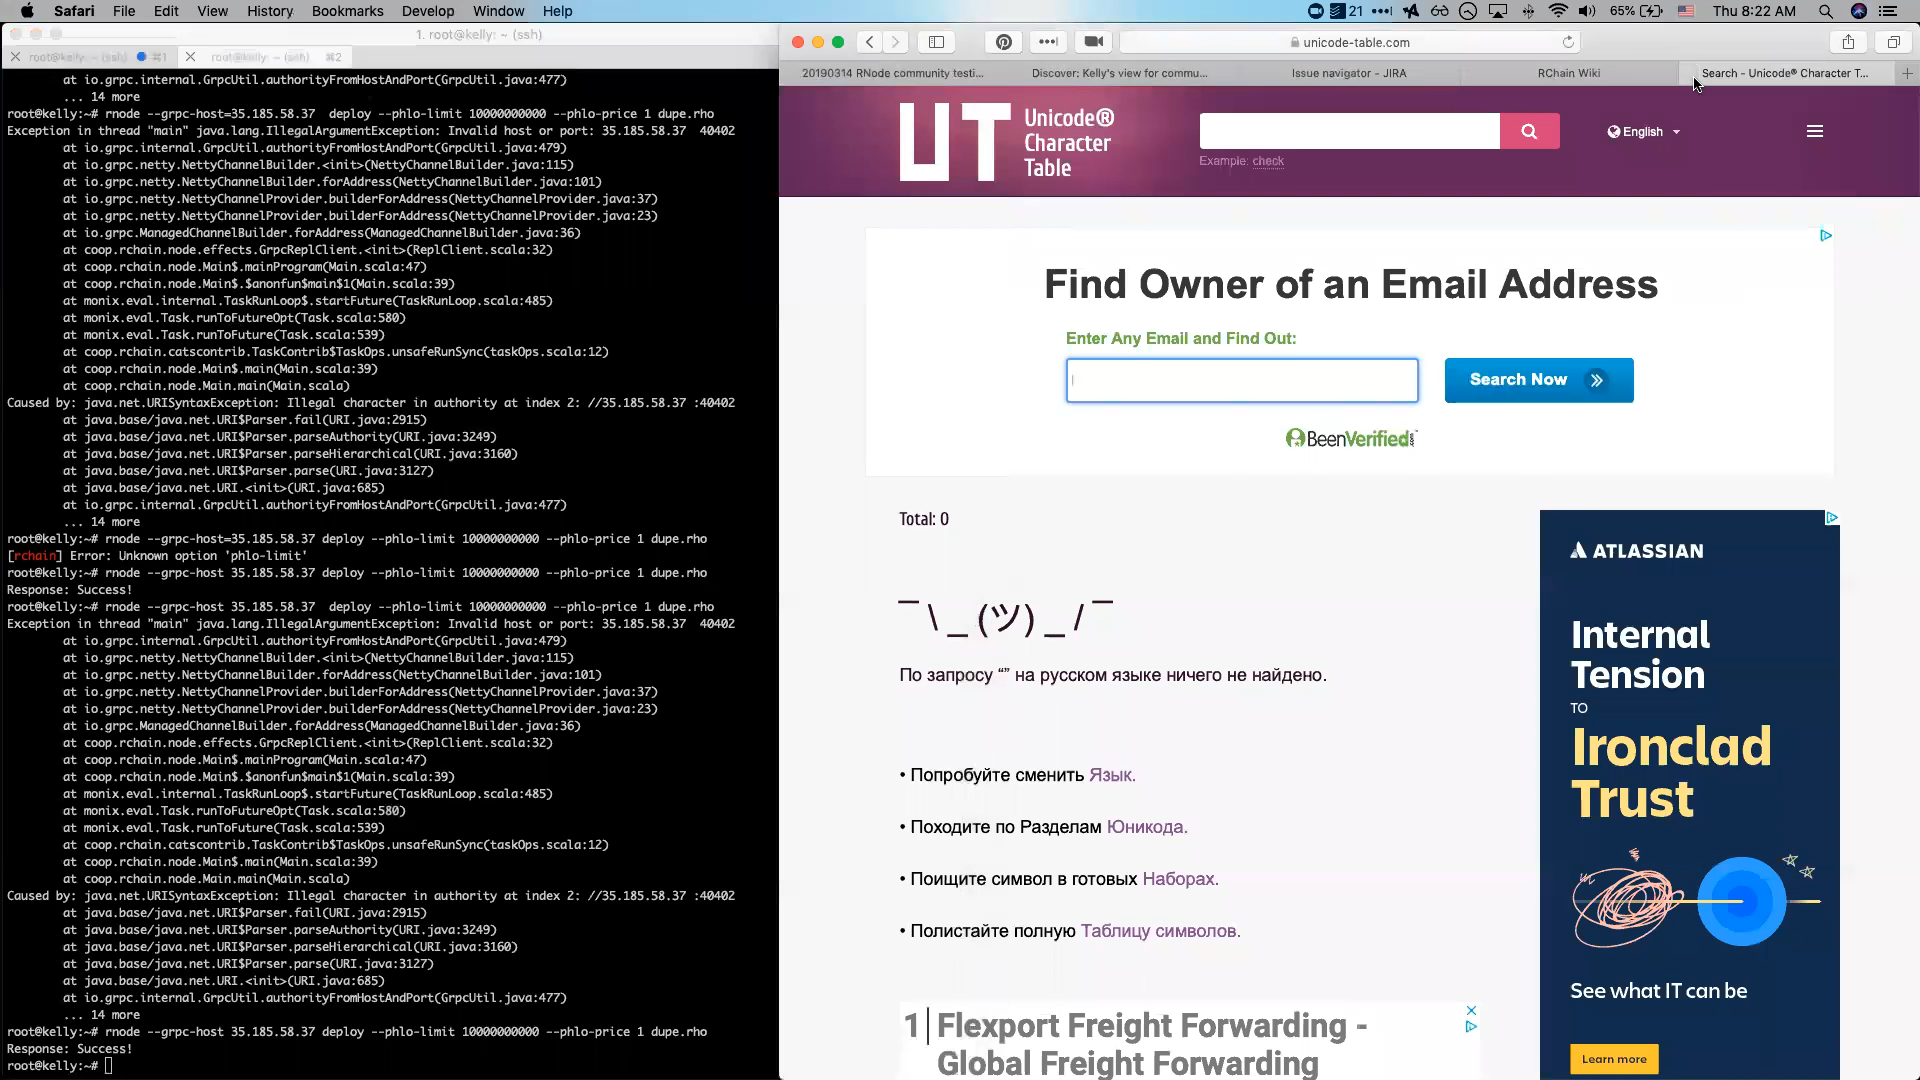 Safari File Edit View History Bookmarks Develop Window Help
21 65% Thu 8:22 AM
1. root@kelly: ~ (ssh)
root@kelly: ~ (ssh) ⌘1
root@kelly: ~ (ssh) ⌘2
at io.grpc.internal.GrpcUtil.authorityFromHostAndPort(GrpcUtil.java:477)
... 14 more
root@kelly:~# rnode --grpc-host=35.185.58.37  deploy --phlo-limit 10000000000 --phlo-price 1 dupe.rho
Exception in thread "main" java.lang.IllegalArgumentException: Invalid host or port: 35.185.58.37  40402
at io.grpc.internal.GrpcUtil.authorityFromHostAndPort(GrpcUtil.java:479)
at io.grpc.netty.NettyChannelBuilder.<init>(NettyChannelBuilder.java:115)
at io.grpc.netty.NettyChannelBuilder.forAddress(NettyChannelBuilder.java:101)
at io.grpc.netty.NettyChannelProvider.builderForAddress(NettyChannelProvider.java:37)
at io.grpc.netty.NettyChannelProvider.builderForAddress(NettyChannelProvider.java:23)
at io.grpc.ManagedChannelBuilder.forAddress(ManagedChannelBuilder.java:36)
at coop.rchain.node.effects.GrpcReplClient.<init>(ReplClient.scala:32)
at coop.rchain.node.Main$.mainProgram(Main.scala:47)
at coop.rchain.node.Main$.$anonfun$main$1(Main.scala:39)
at monix.eval.internal.TaskRunLoop$.startFuture(TaskRunLoop.scala:485)
at monix.eval.Task.runToFutureOpt(Task.scala:580)
at monix.eval.Task.runToFuture(Task.scala:539)
at coop.rchain.catscontrib.TaskContrib$TaskOps.unsafeRunSync(taskOps.scala:12)
at coop.rchain.node.Main$.main(Main.scala:39)
at coop.rchain.node.Main.main(Main.scala)
Caused by: java.net.URISyntaxException: Illegal character in authority at index 2: //35.185.58.37 :40402
at java.base/java.net.URI$Parser.fail(URI.java:2915)
at java.base/java.net.URI$Parser.parseAuthority(URI.java:3249)
at java.base/java.net.URI$Parser.parseHierarchical(URI.java:3160)
at java.base/java.net.URI$Parser.parse(URI.java:3127)
at java.base/java.net.URI.<init>(URI.java:685)
at io.grpc.internal.GrpcUtil.authorityFromHostAndPort(GrpcUtil.java:477)
... 14 more
root@kelly:~# rnode --grpc-host=35.185.58.37 deploy --phlo-limit 10000000000 --phlo-price 1 dupe.rho
[rchain] Error: Unknown option 'phlo-limit'
root@kelly:~# rnode --grpc-host 35.185.58.37 deploy --phlo-limit 10000000000 --phlo-price 1 dupe.rho
Response: Success!
root@kelly:~# rnode --grpc-host 35.185.58.37  deploy --phlo-limit 10000000000 --phlo-price 1 dupe.rho
Exception in thread "main" java.lang.IllegalArgumentException: Invalid host or port: 35.185.58.37  40402
at io.grpc.internal.GrpcUtil.authorityFromHostAndPort(GrpcUtil.java:479)
at io.grpc.netty.NettyChannelBuilder.<init>(NettyChannelBuilder.java:115)
at io.grpc.netty.NettyChannelBuilder.forAddress(NettyChannelBuilder.java:101)
at io.grpc.netty.NettyChannelProvider.builderForAddress(NettyChannelProvider.java:37)
at io.grpc.netty.NettyChannelProvider.builderForAddress(NettyChannelProvider.java:23)
at io.grpc.ManagedChannelBuilder.forAddress(ManagedChannelBuilder.java:36)
at coop.rchain.node.effects.GrpcReplClient.<init>(ReplClient.scala:32)
at coop.rchain.node.Main$.mainProgram(Main.scala:47)
at coop.rchain.node.Main$.$anonfun$main$1(Main.scala:39)
at monix.eval.internal.TaskRunLoop$.startFuture(TaskRunLoop.scala:485)
at monix.eval.Task.runToFutureOpt(Task.scala:580)
at monix.eval.Task.runToFuture(Task.scala:539)
at coop.rchain.catscontrib.TaskContrib$TaskOps.unsafeRunSync(taskOps.scala:12)
at coop.rchain.node.Main$.main(Main.scala:39)
at coop.rchain.node.Main.main(Main.scala)
Caused by: java.net.URISyntaxException: Illegal character in authority at index 2: //35.185.58.37 :40402
at java.base/java.net.URI$Parser.fail(URI.java:2915)
at java.base/java.net.URI$Parser.parseAuthority(URI.java:3249)
at java.base/java.net.URI$Parser.parseHierarchical(URI.java:3160)
at java.base/java.net.URI$Parser.parse(URI.java:3127)
at java.base/java.net.URI.<init>(URI.java:685)
at io.grpc.internal.GrpcUtil.authorityFromHostAndPort(GrpcUtil.java:477)
... 14 more
root@kelly:~# rnode --grpc-host 35.185.58.37 deploy --phlo-limit 10000000000 --phlo-price 1 dupe.rho
Response: Success!
root@kelly:~#
unicode-table.com
20190314 RNode community testi...
Discover: Kelly's view for commu...
Issue navigator - JIRA
RChain Wiki
Search - Unicode® Character T...
UT
Unicode®
Character
Table
Example: check
English
Find Owner of an Email Address
Enter Any Email and Find Out:
Search Now
BeenVerified
Total: 0
¯ \ _ (ツ) _ / ¯
По запросу “” на русском языке ничего не найдено.
• Попробуйте сменить Язык.
• Походите по Разделам Юникода.
• Поищите символ в готовых Наборах.
• Полистайте полную Таблицу символов.
1 Flexport Freight Forwarding -
Global Freight Forwarding
ATLASSIAN
Internal
Tension
TO
Ironclad
Trust
See what IT can be
Learn more